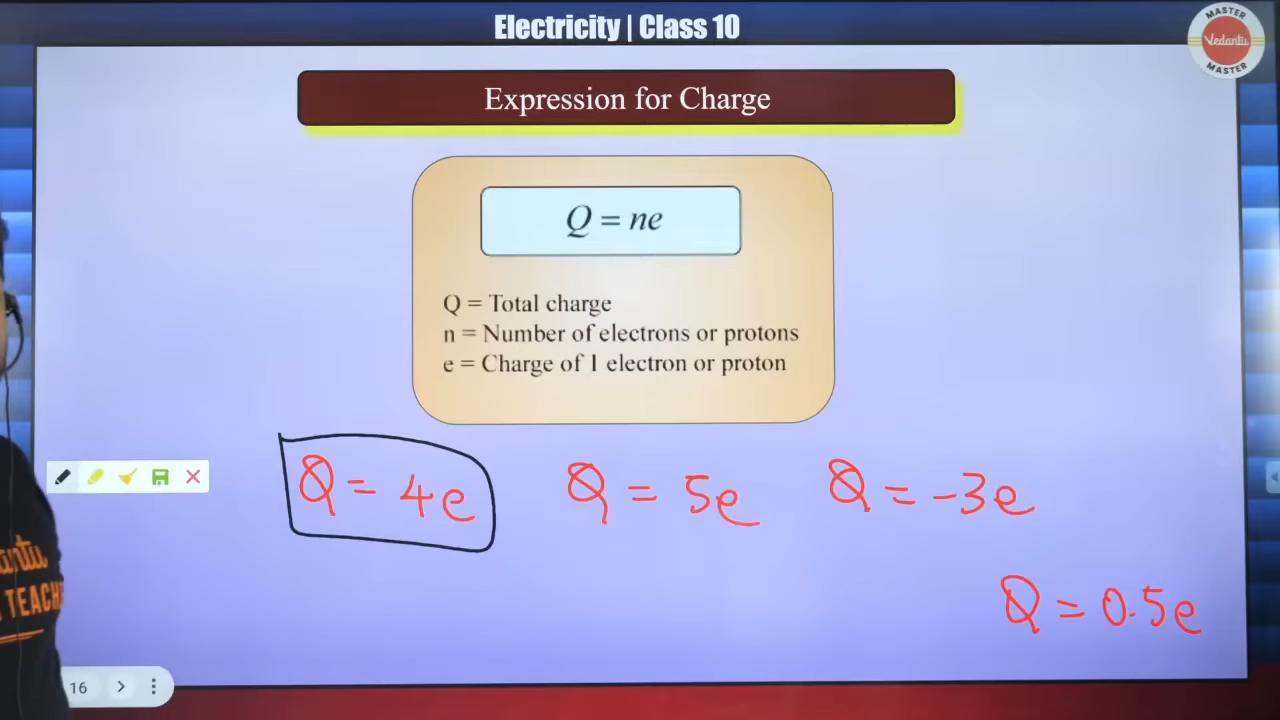 Electricity | Class 10
MASTER
Vedantu
MASTER
Expression for Charge
Q = ne
Q = Total charge
n = Number of electrons or protons
e = Charge of 1 electron or proton
Q = 4e
Q = 5e
Q = -3e
Q = 0.5e
TEACH
16